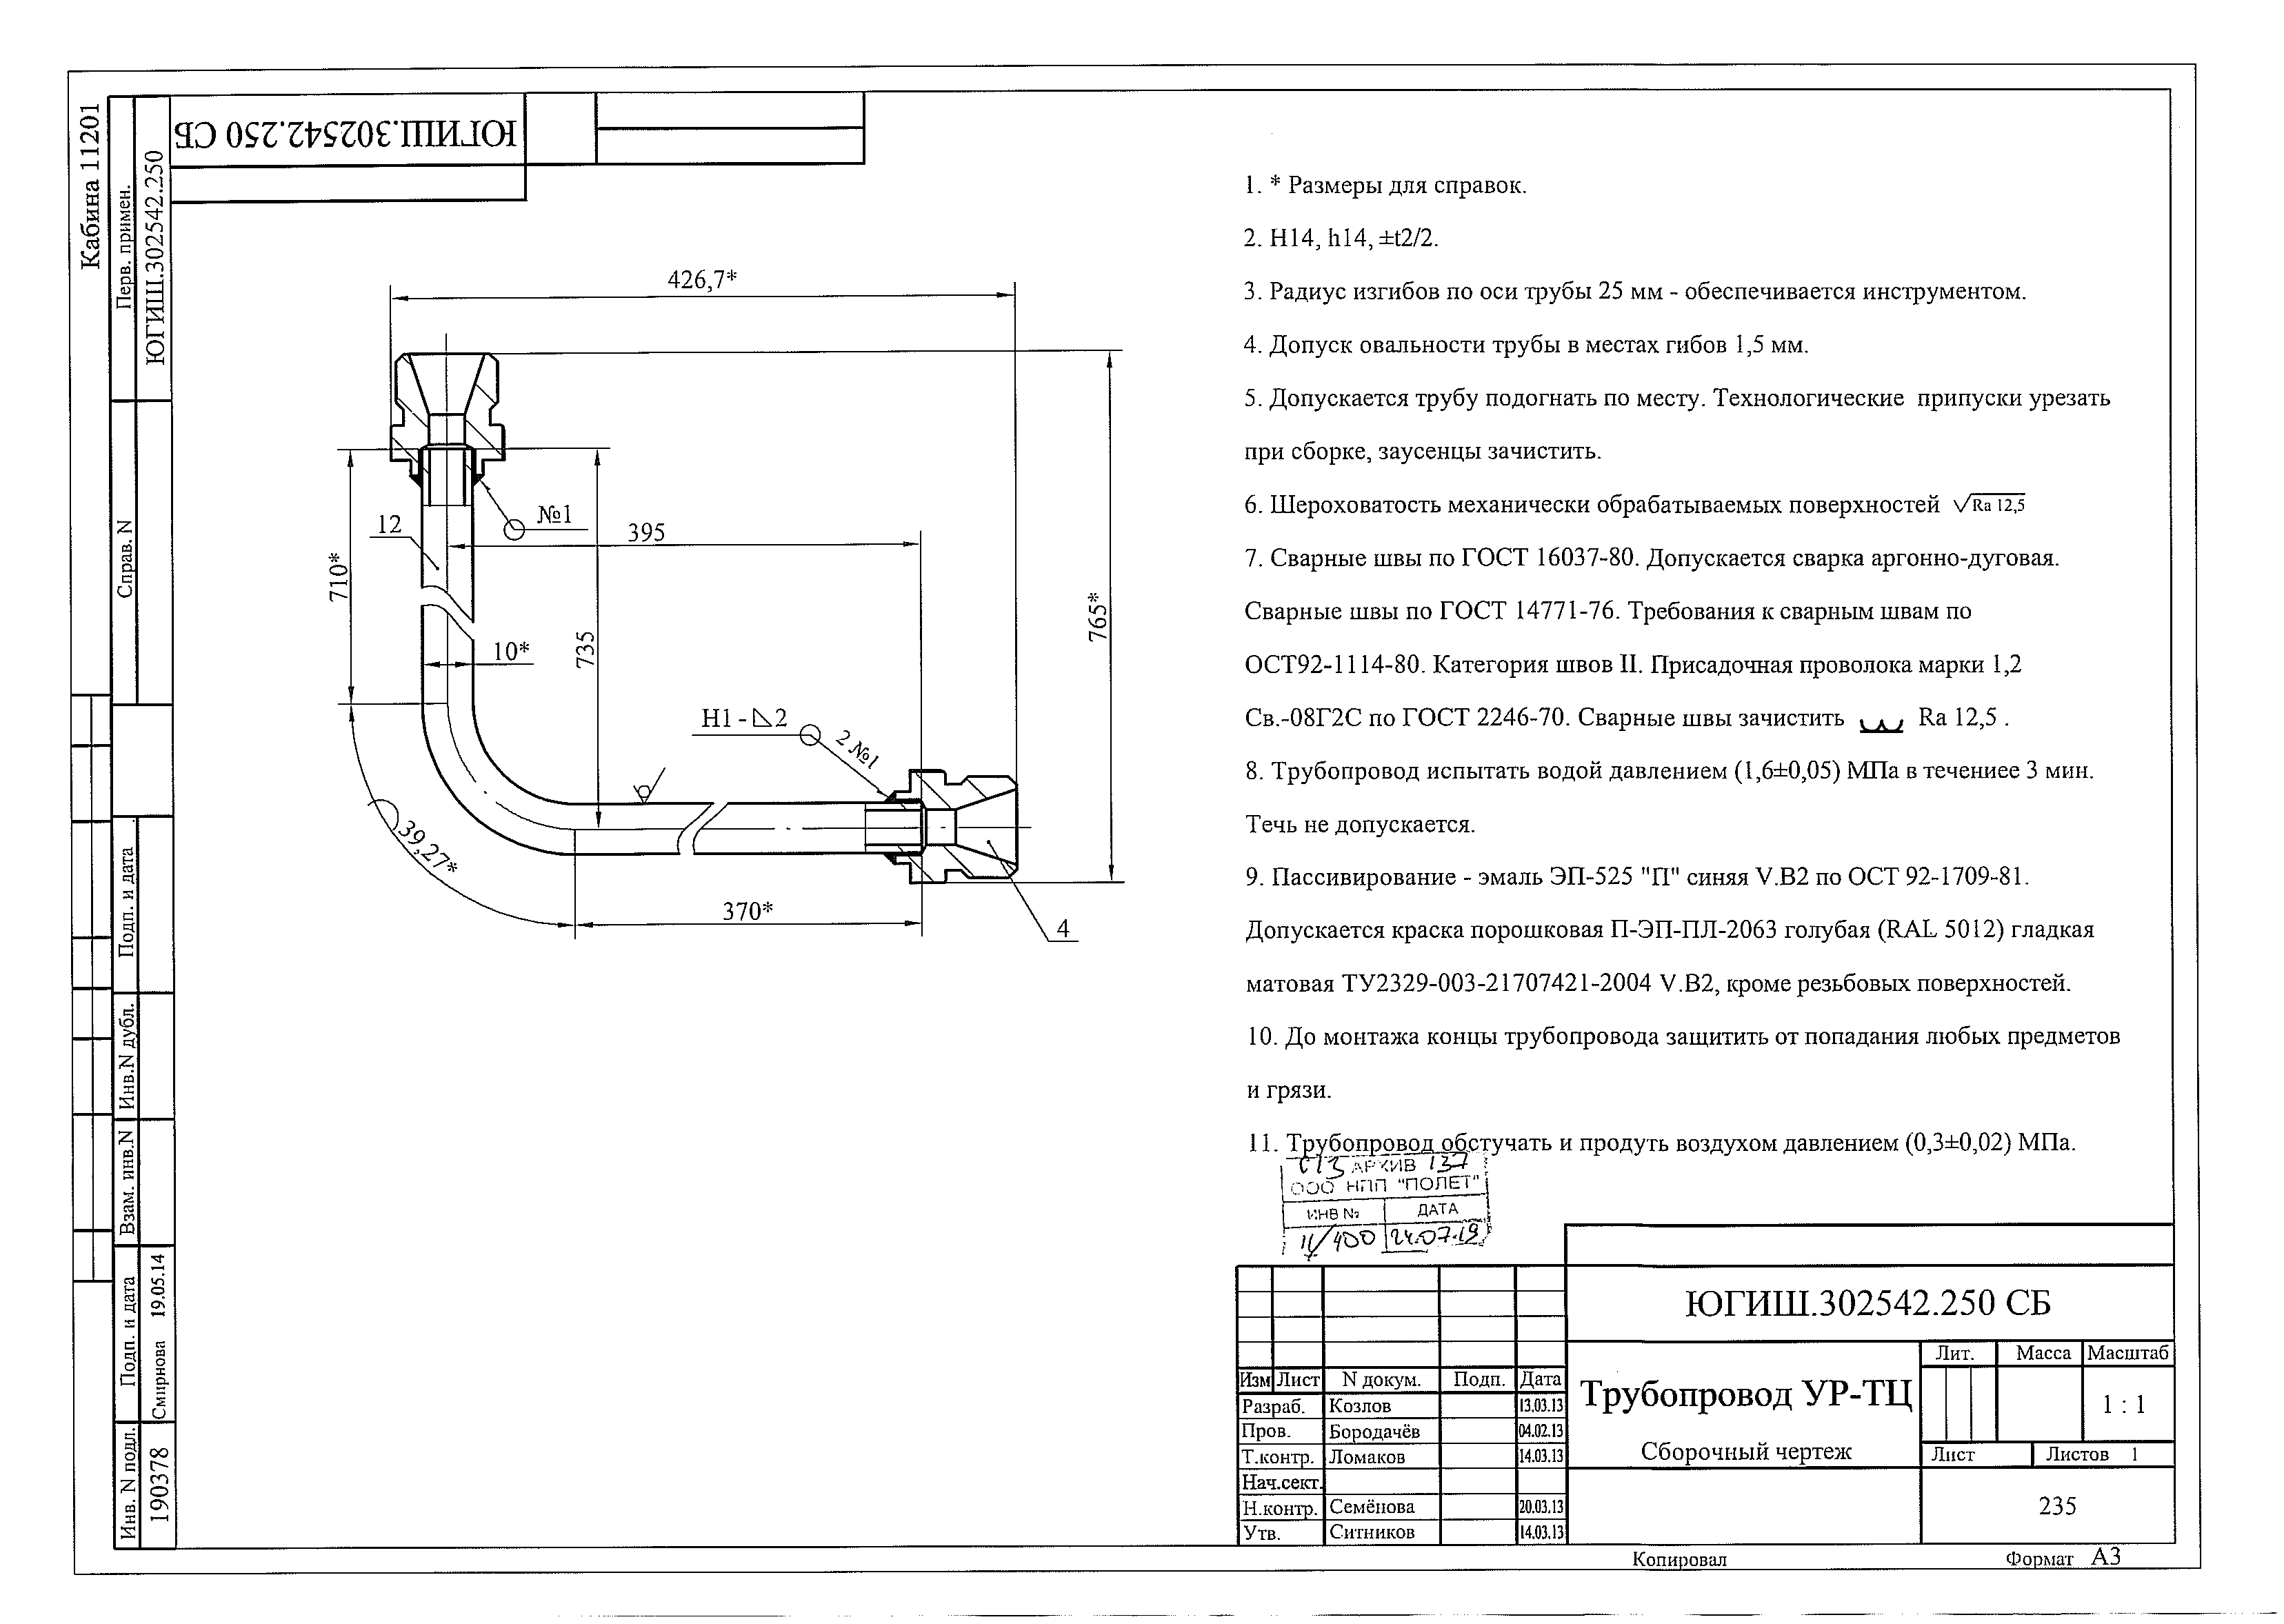 Кабина 11201
Перв. примен.
ЮГИШ.302542.250
Справ. N
Подп. и дата
Инв.N дубл.
Взам. инв.N
Подп. и дата
Смирнова 19.05.14
Инв. N подл.
190378
ЮГИШ.302542.250 СБ
426,7*
12
№1
395
710*
735
765*
10*
Н1 - ⊿2
2 №1
39,27*
370*
4
1. * Размеры для справок.
2. H14, h14, ±t2/2.
3. Радиус изгибов по оси трубы 25 мм - обеспечивается инструментом.
4. Допуск овальности трубы в местах гибов 1,5 мм.
5. Допускается трубу подогнать по месту. Технологические припуски урезать
при сборке, заусенцы зачистить.
6. Шероховатость механически обрабатываемых поверхностей √Ra 12,5
7. Сварные швы по ГОСТ 16037-80. Допускается сварка аргонно-дуговая.
Сварные швы по ГОСТ 14771-76. Требования к сварным швам по
ОСТ92-1114-80. Категория швов II. Присадочная проволока марки 1,2
Св.-08Г2С по ГОСТ 2246-70. Сварные швы зачистить Ra 12,5 .
8. Трубопровод испытать водой давлением (1,6±0,05) МПа в течениее 3 мин.
Течь не допускается.
9. Пассивирование - эмаль ЭП-525 "П" синяя V.В2 по ОСТ 92-1709-81.
Допускается краска порошковая П-ЭП-ПЛ-2063 голубая (RAL 5012) гладкая
матовая ТУ2329-003-21707421-2004 V.В2, кроме резьбовых поверхностей.
10. До монтажа концы трубопровода защитить от попадания любых предметов
и грязи.
11. Трубопровод обстучать и продуть воздухом давлением (0,3±0,02) МПа.
АРХИВ 137
ООО НПП "ПОЛЕТ"
ИНВ № ДАТА
11/400 24.07.19
ЮГИШ.302542.250 СБ
Лит. Масса Масштаб
Изм Лист N докум. Подп. Дата
Разраб. Козлов 13.03.13
Пров. Бородачёв 04.02.13
Т.контр. Ломаков 14.03.13
Нач.сект.
Н.контр. Семёнова 20.03.13
Утв. Ситников 14.03.13
Трубопровод УР-ТЦ
Сборочный чертеж
1 : 1
Лист Листов 1
235
Копировал Формат А3